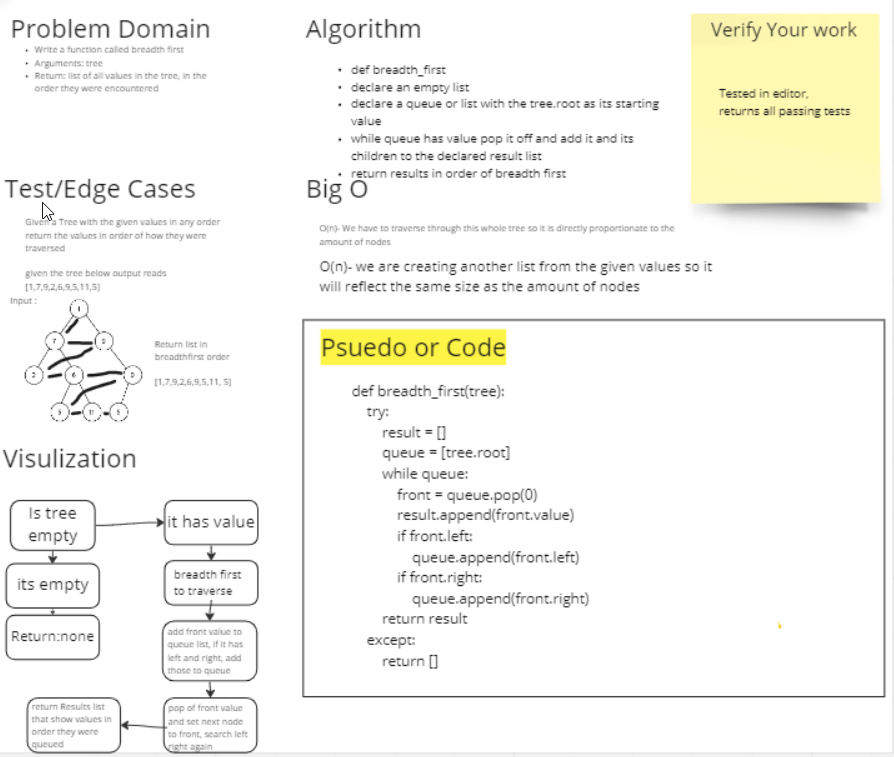 Problem Domain
• Write a function called breadth first
• Arguments: tree
• Return: list of all values in the tree, in the
order they were encountered
Algorithm
• def breadth_first
• declare an empty list
• declare a queue or list with the tree.root as its starting
value
• while queue has value pop it off and add it and its
children to the declared result list
• return results in order of breadth first
Verify Your work
Tested in editor,
returns all passing tests
Test/Edge Cases
Given a Tree with the given values in any order
return the values in order of how they were
traversed
given the tree below output reads
[1,7,9,2,6,9,5,11,5]
Input :
1
7
9
2
6
9
5
11
5
Return list in
breadthfirst order
[1,7,9,2,6,9,5,11, 5]
Big O
O(n)- We have to traverse through this whole tree so it is directly proportionate to the
amount of nodes
O(n)- we are creating another list from the given values so it
will reflect the same size as the amount of nodes
Psuedo or Code
def breadth_first(tree):
try:
result = []
queue = [tree.root]
while queue:
front = queue.pop(0)
result.append(front.value)
if front.left:
queue.append(front.left)
if front.right:
queue.append(front.right)
return result
except:
return []
Visulization
Is tree
empty
it has value
its empty
breadth first
to traverse
Return:none
add front value to
queue list, if it has
left and right, add
those to queue
return Results list
that show values in
order they were
queued
pop of front value
and set next node
to front, search left
right again